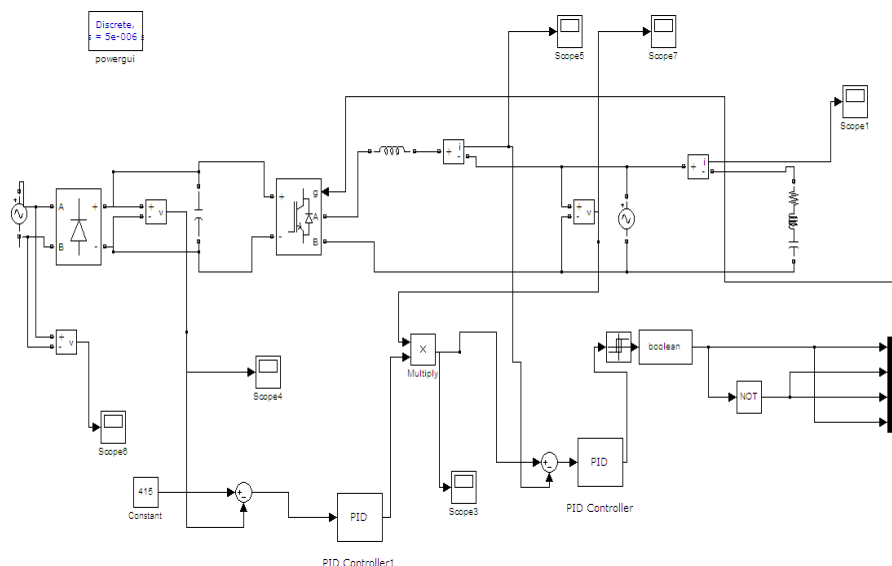 Discrete,
s = 5e-006 s
powergui
Scope5
Scope7
Scope1
i
+
-
i
+
-
g
A
B
+
-
A
B
+
-
+
-
v
+
-
v
+
-
v
Scope6
Scope4
X
Multiply
boolean
NOT
415
Constant
PID
PID Controller1
Scope3
PID
PID Controller